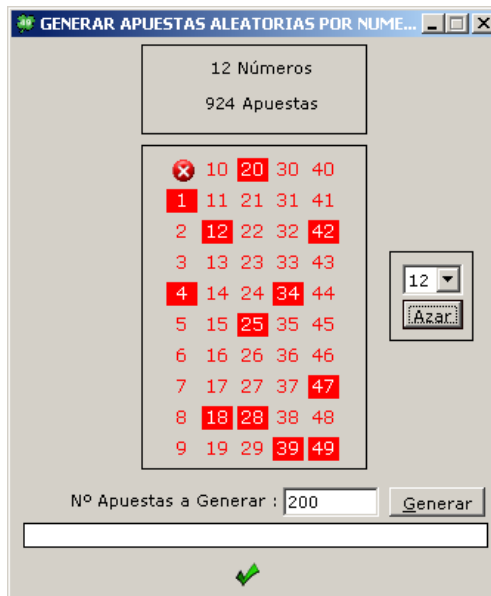 GENERAR APUESTAS ALEATORIAS POR NUME...
12 Números
924 Apuestas
10 20 30 40
1 11 21 31 41
2 12 22 32 42
3 13 23 33 43
4 14 24 34 44
5 15 25 35 45
6 16 26 36 46
7 17 27 37 47
8 18 28 38 48
9 19 29 39 49
12
Azar
Nº Apuestas a Generar : 200
Generar